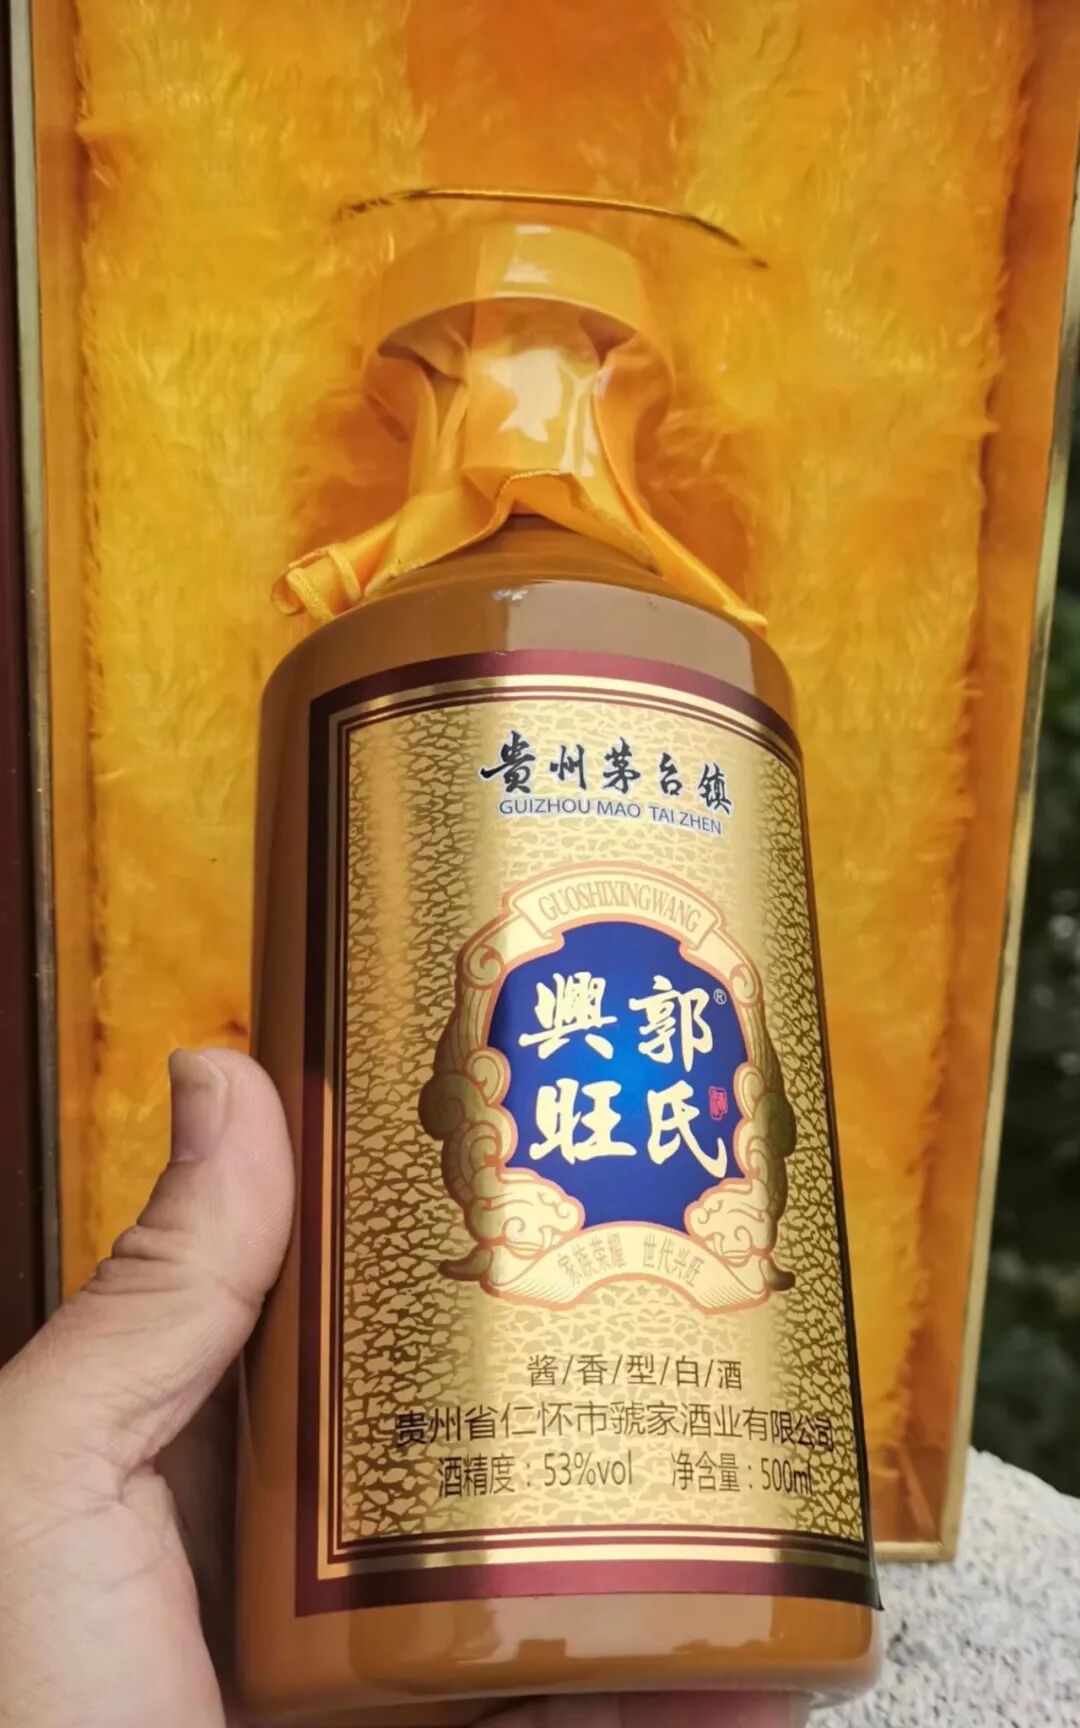 贵州茅台镇
GUIZHOU MAO TAI ZHEN
GUOSHIXINGWANG
郭氏®
興旺
家族荣耀 世代兴旺
酱/香/型/白/酒
贵州省仁怀市虢家酒业有限公司
酒精度：53%vol 净含量：500ml